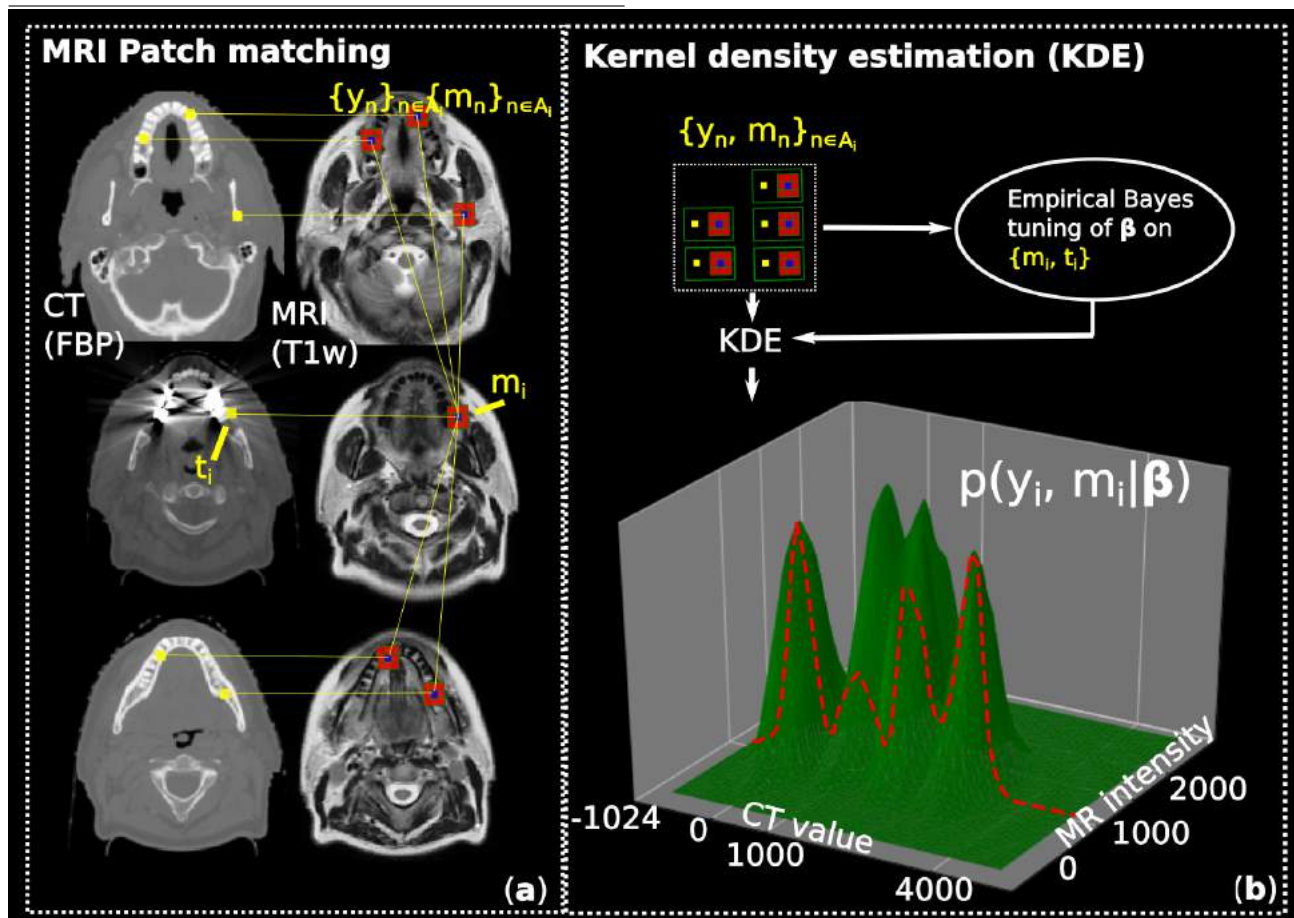 MRI Patch matching
{yₙ}ₙ∈Aᵢ {mₙ}ₙ∈Aᵢ
CT
(FBP)
MRI
(T1w)
mᵢ
tᵢ
(a)
Kernel density estimation (KDE)
{yₙ, mₙ}ₙ∈Aᵢ
Empirical Bayes
tuning of β on
{mᵢ, tᵢ}
KDE
p(yᵢ, mᵢ|β)
-1024
0
1000
4000
CT value
0
1000
2000
MR intensity
(b)